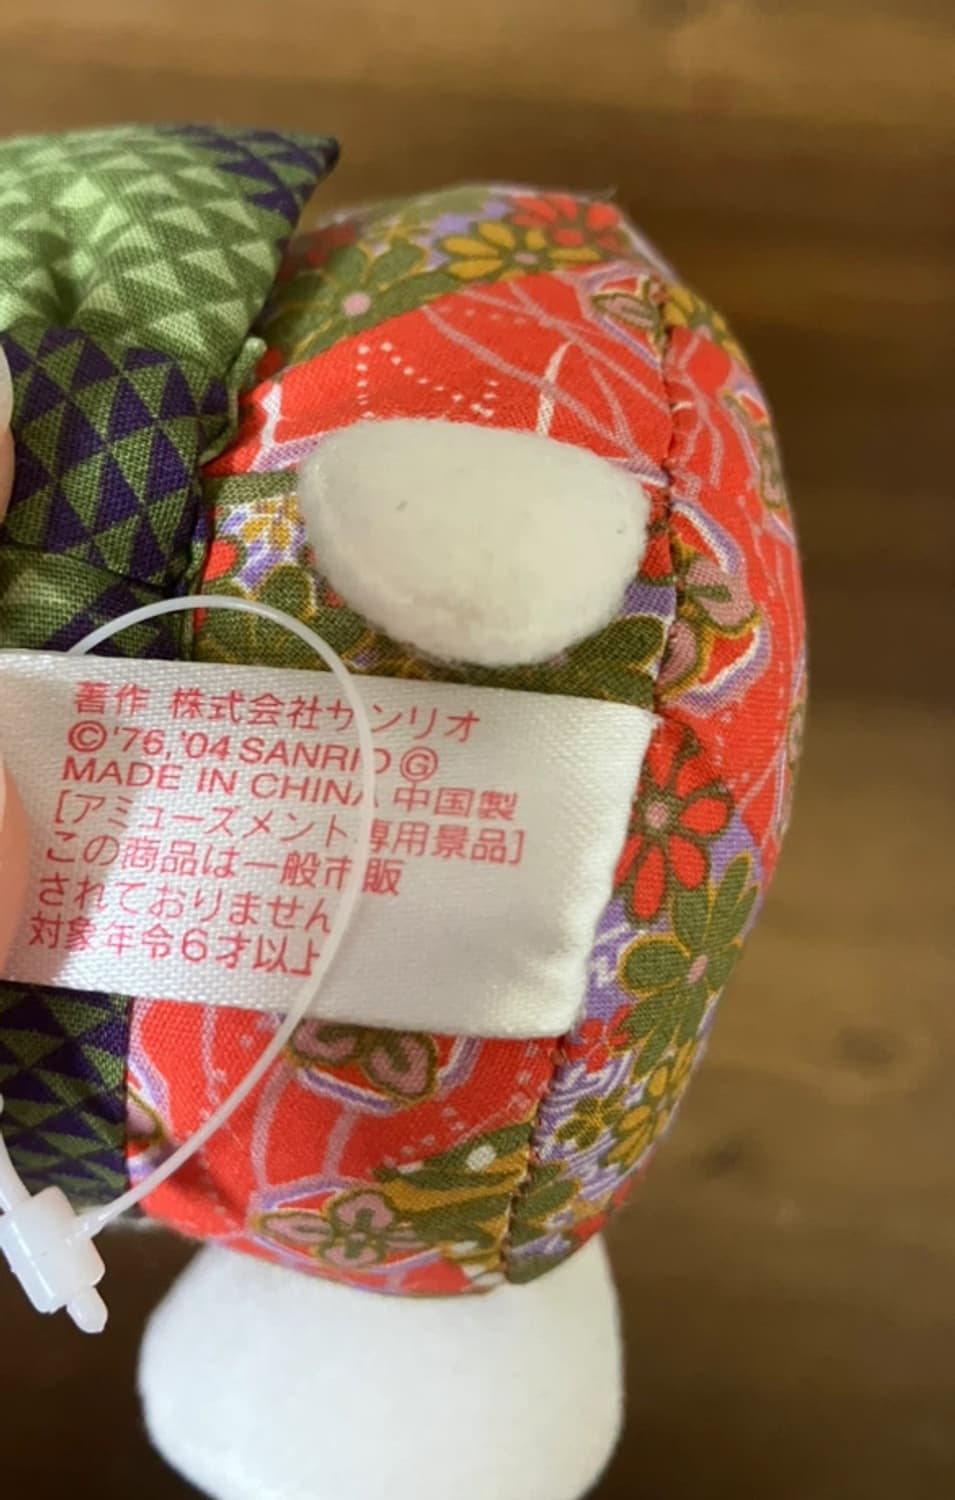 著作 株式会社サンリオ
©'76,'04 SANRIO Ⓖ
MADE IN CHINA 中国製
[アミューズメント専用景品]
この商品は一般市販
されておりません
対象年令6才以上